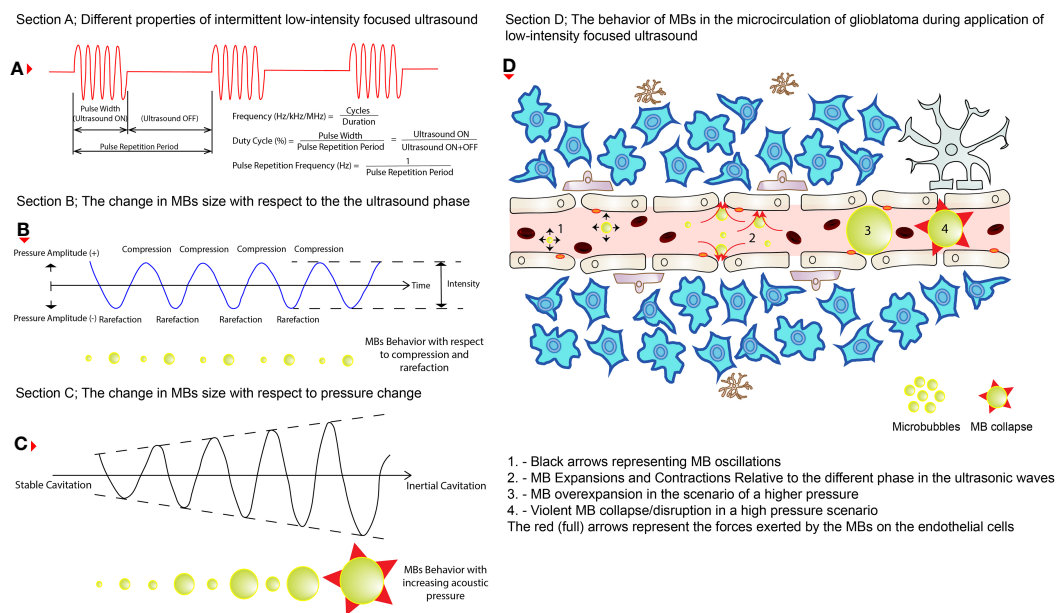 Section A; Different properties of intermittent low-intensity focused ultrasound
A
Pulse Width
(Ultrasound ON)
(Ultrasound OFF)
Pulse Repetition Period
Frequency (Hz/kHz/MHz) = Cycles
Duration
Duty Cycle (%) = Pulse Width
Pulse Repetition Period
= Ultrasound ON
Ultrasound ON+OFF
Pulse Repetition Frequency (Hz) = 1
Pulse Repetition Period
Section B; The change in MBs size with respect to the the ultrasound phase
B
Pressure Amplitude (+)
Compression Compression Compression Compression
Time
Intensity
Pressure Amplitude (-)
Rarefaction Rarefaction Rarefaction Rarefaction
MBs Behavior with respect
to compression and
rarefaction
Section C; The change in MBs size with respect to pressure change
C
Stable Cavitation
Inertial Cavitation
MBs Behavior with
increasing acoustic
pressure
Section D; The behavior of MBs in the microcirculation of glioblatoma during application of
low-intensity focused ultrasound
D
1
2
3
4
Microbubbles
MB collapse
1. - Black arrows representing MB oscillations
2. - MB Expansions and Contractions Relative to the different phase in the ultrasonic waves
3. - MB overexpansion in the scenario of a higher pressure
4. - Violent MB collapse/disruption in a high pressure scenario
The red (full) arrows represent the forces exerted by the MBs on the endothelial cells